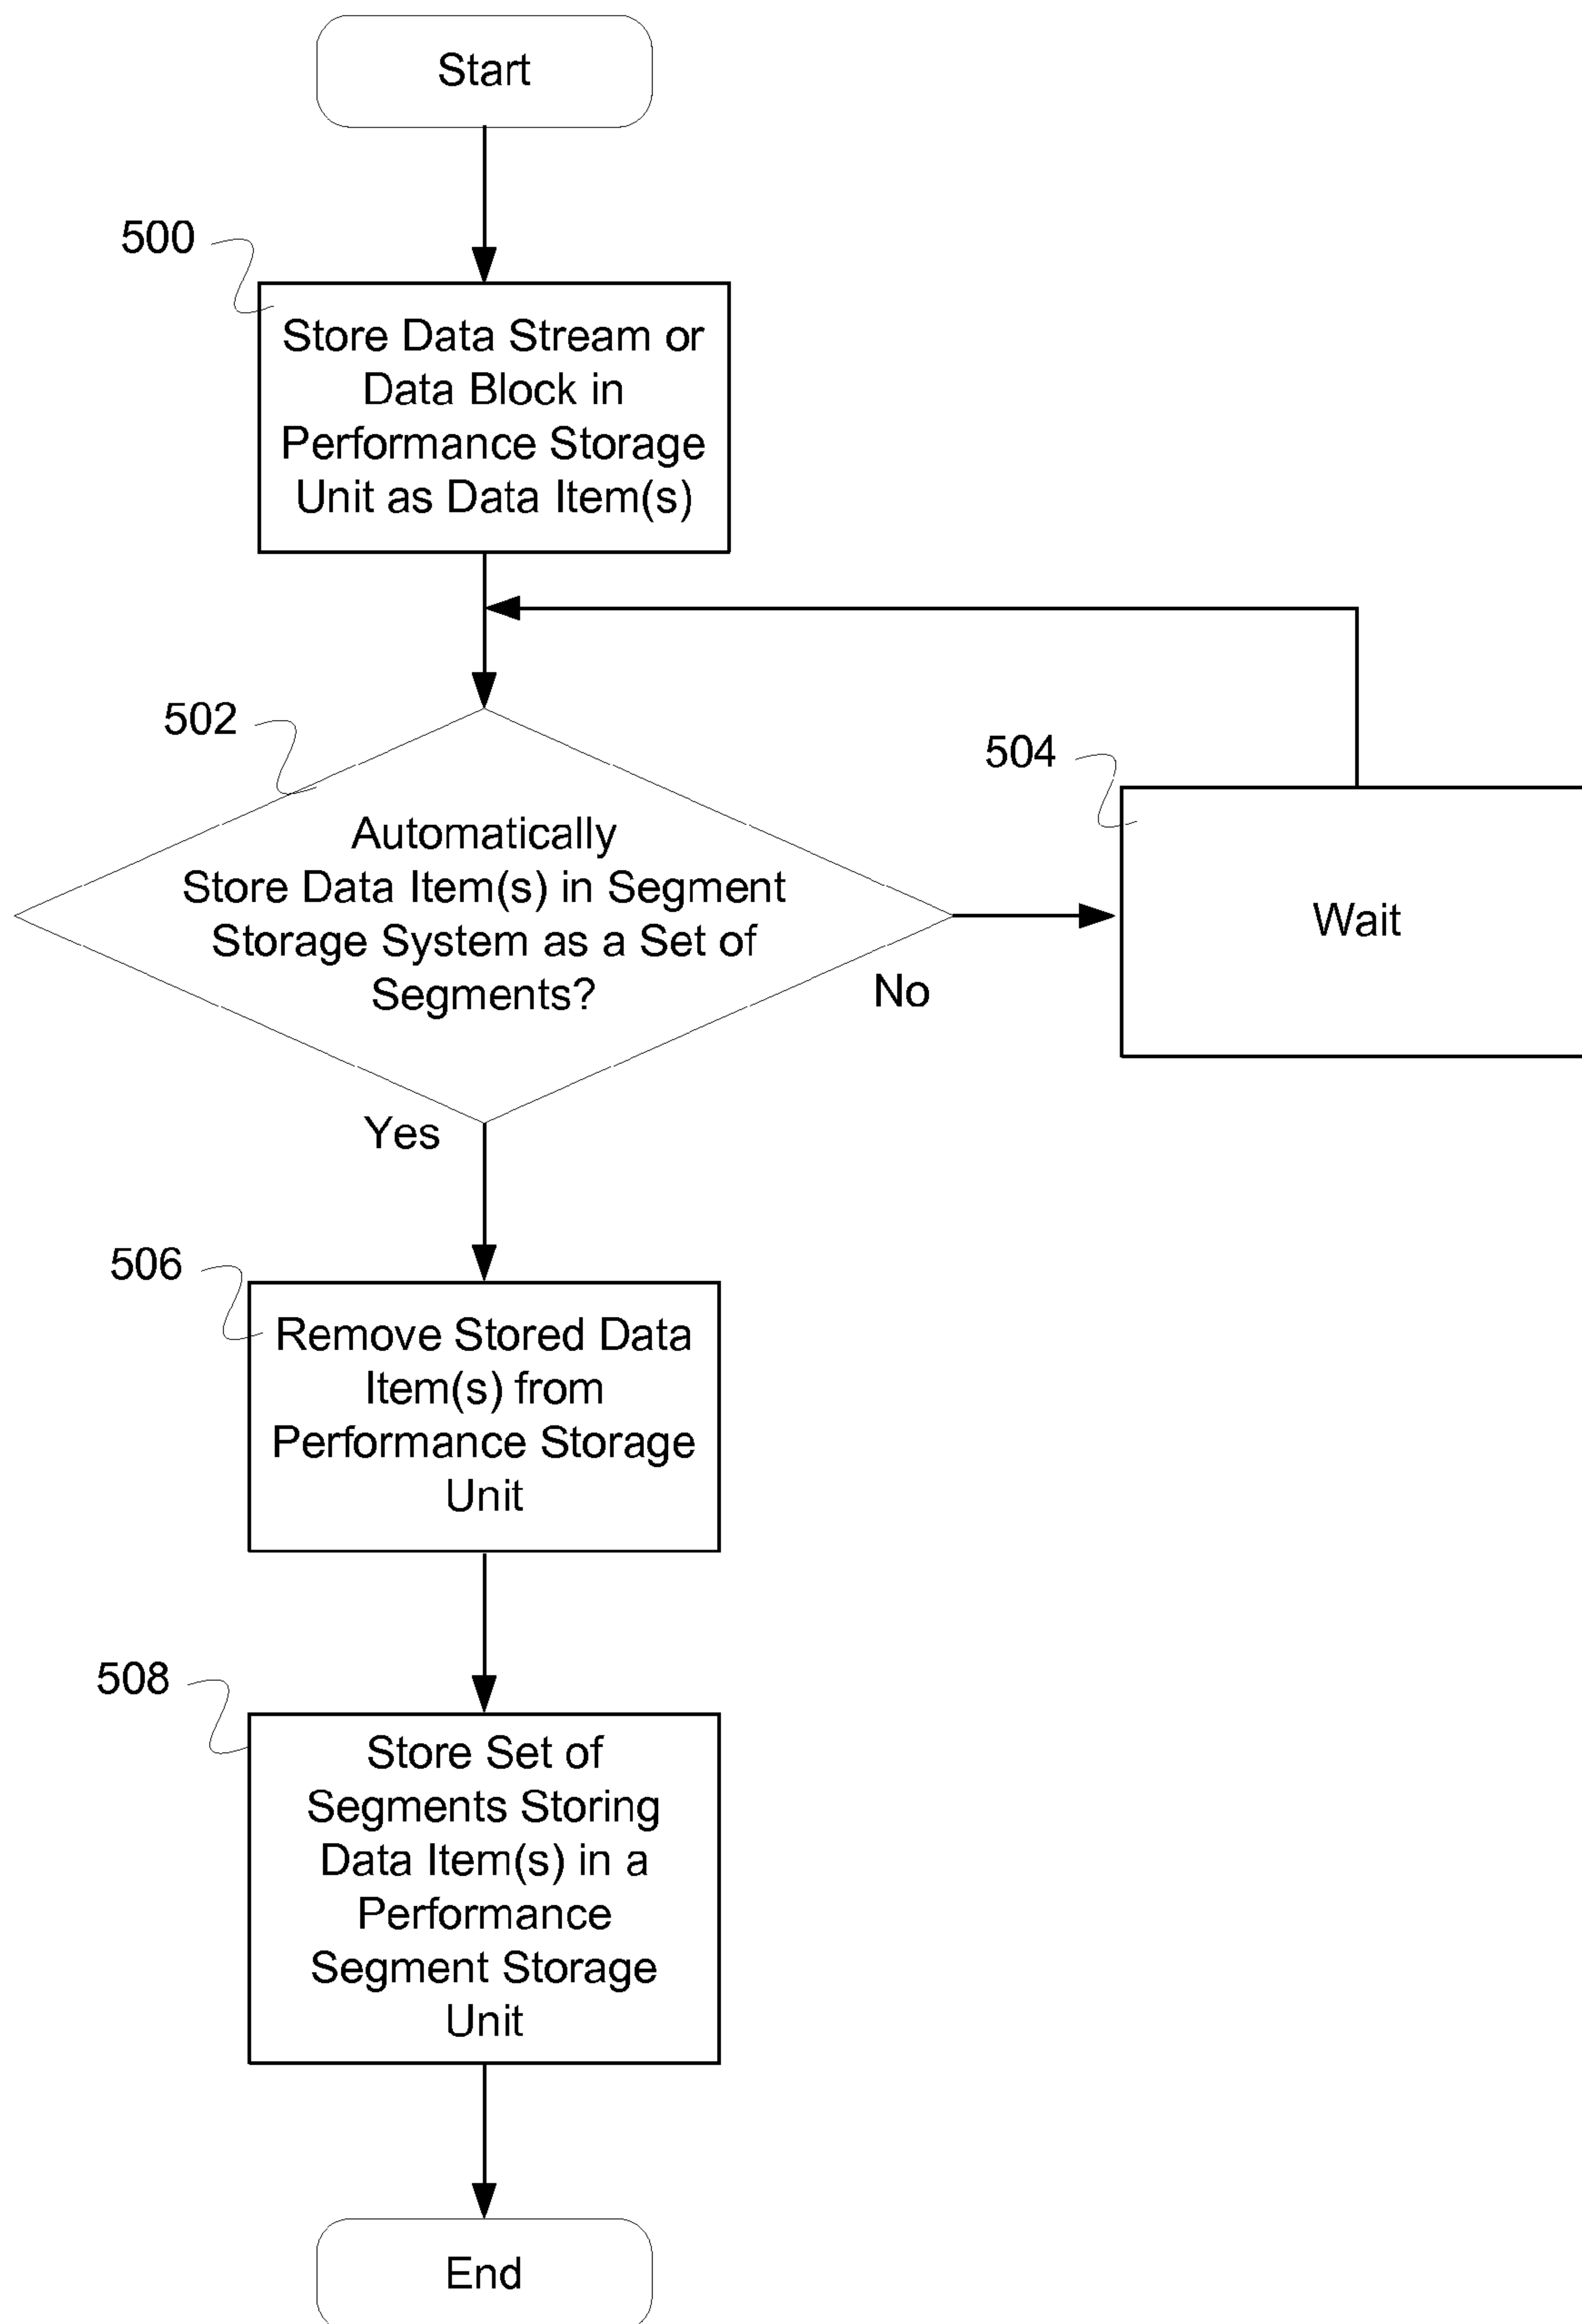 Start
500
Store Data Stream or
Data Block in
Performance Storage
Unit as Data Item(s)
502
Automatically
Store Data Item(s) in Segment
Storage System as a Set of
Segments?
504
Wait
No
Yes
506
Remove Stored Data
Item(s) from
Performance Storage
Unit
508
Store Set of
Segments Storing
Data Item(s) in a
Performance
Segment Storage
Unit
End